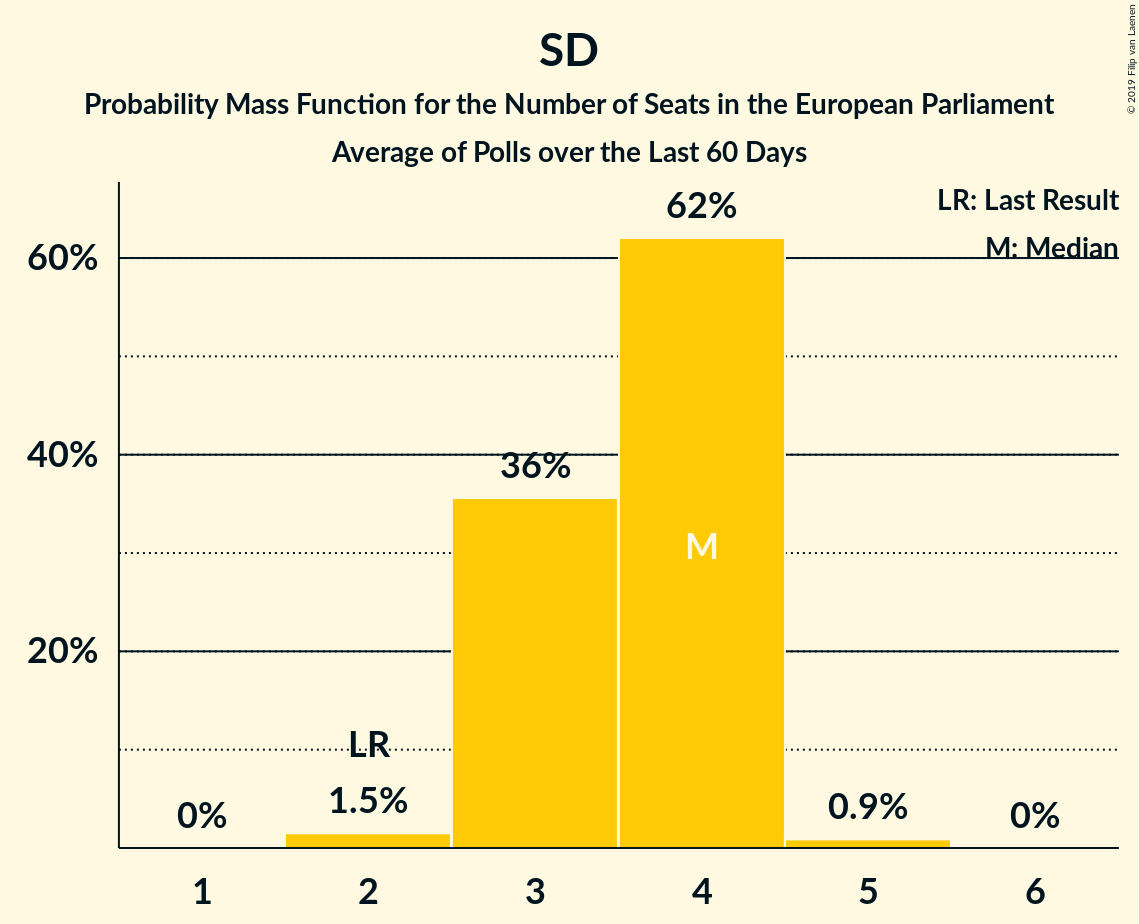 SD
Probability Mass Function for the Number of Seats in the European Parliament
Average of Polls over the Last 60 Days
© 2019 Filip van Laenen
LR: Last Result
M: Median
62%
60%
40%
36%
M
20%
LR
1.5%
0.9%
0%
0%
1 2 3 4 5 6